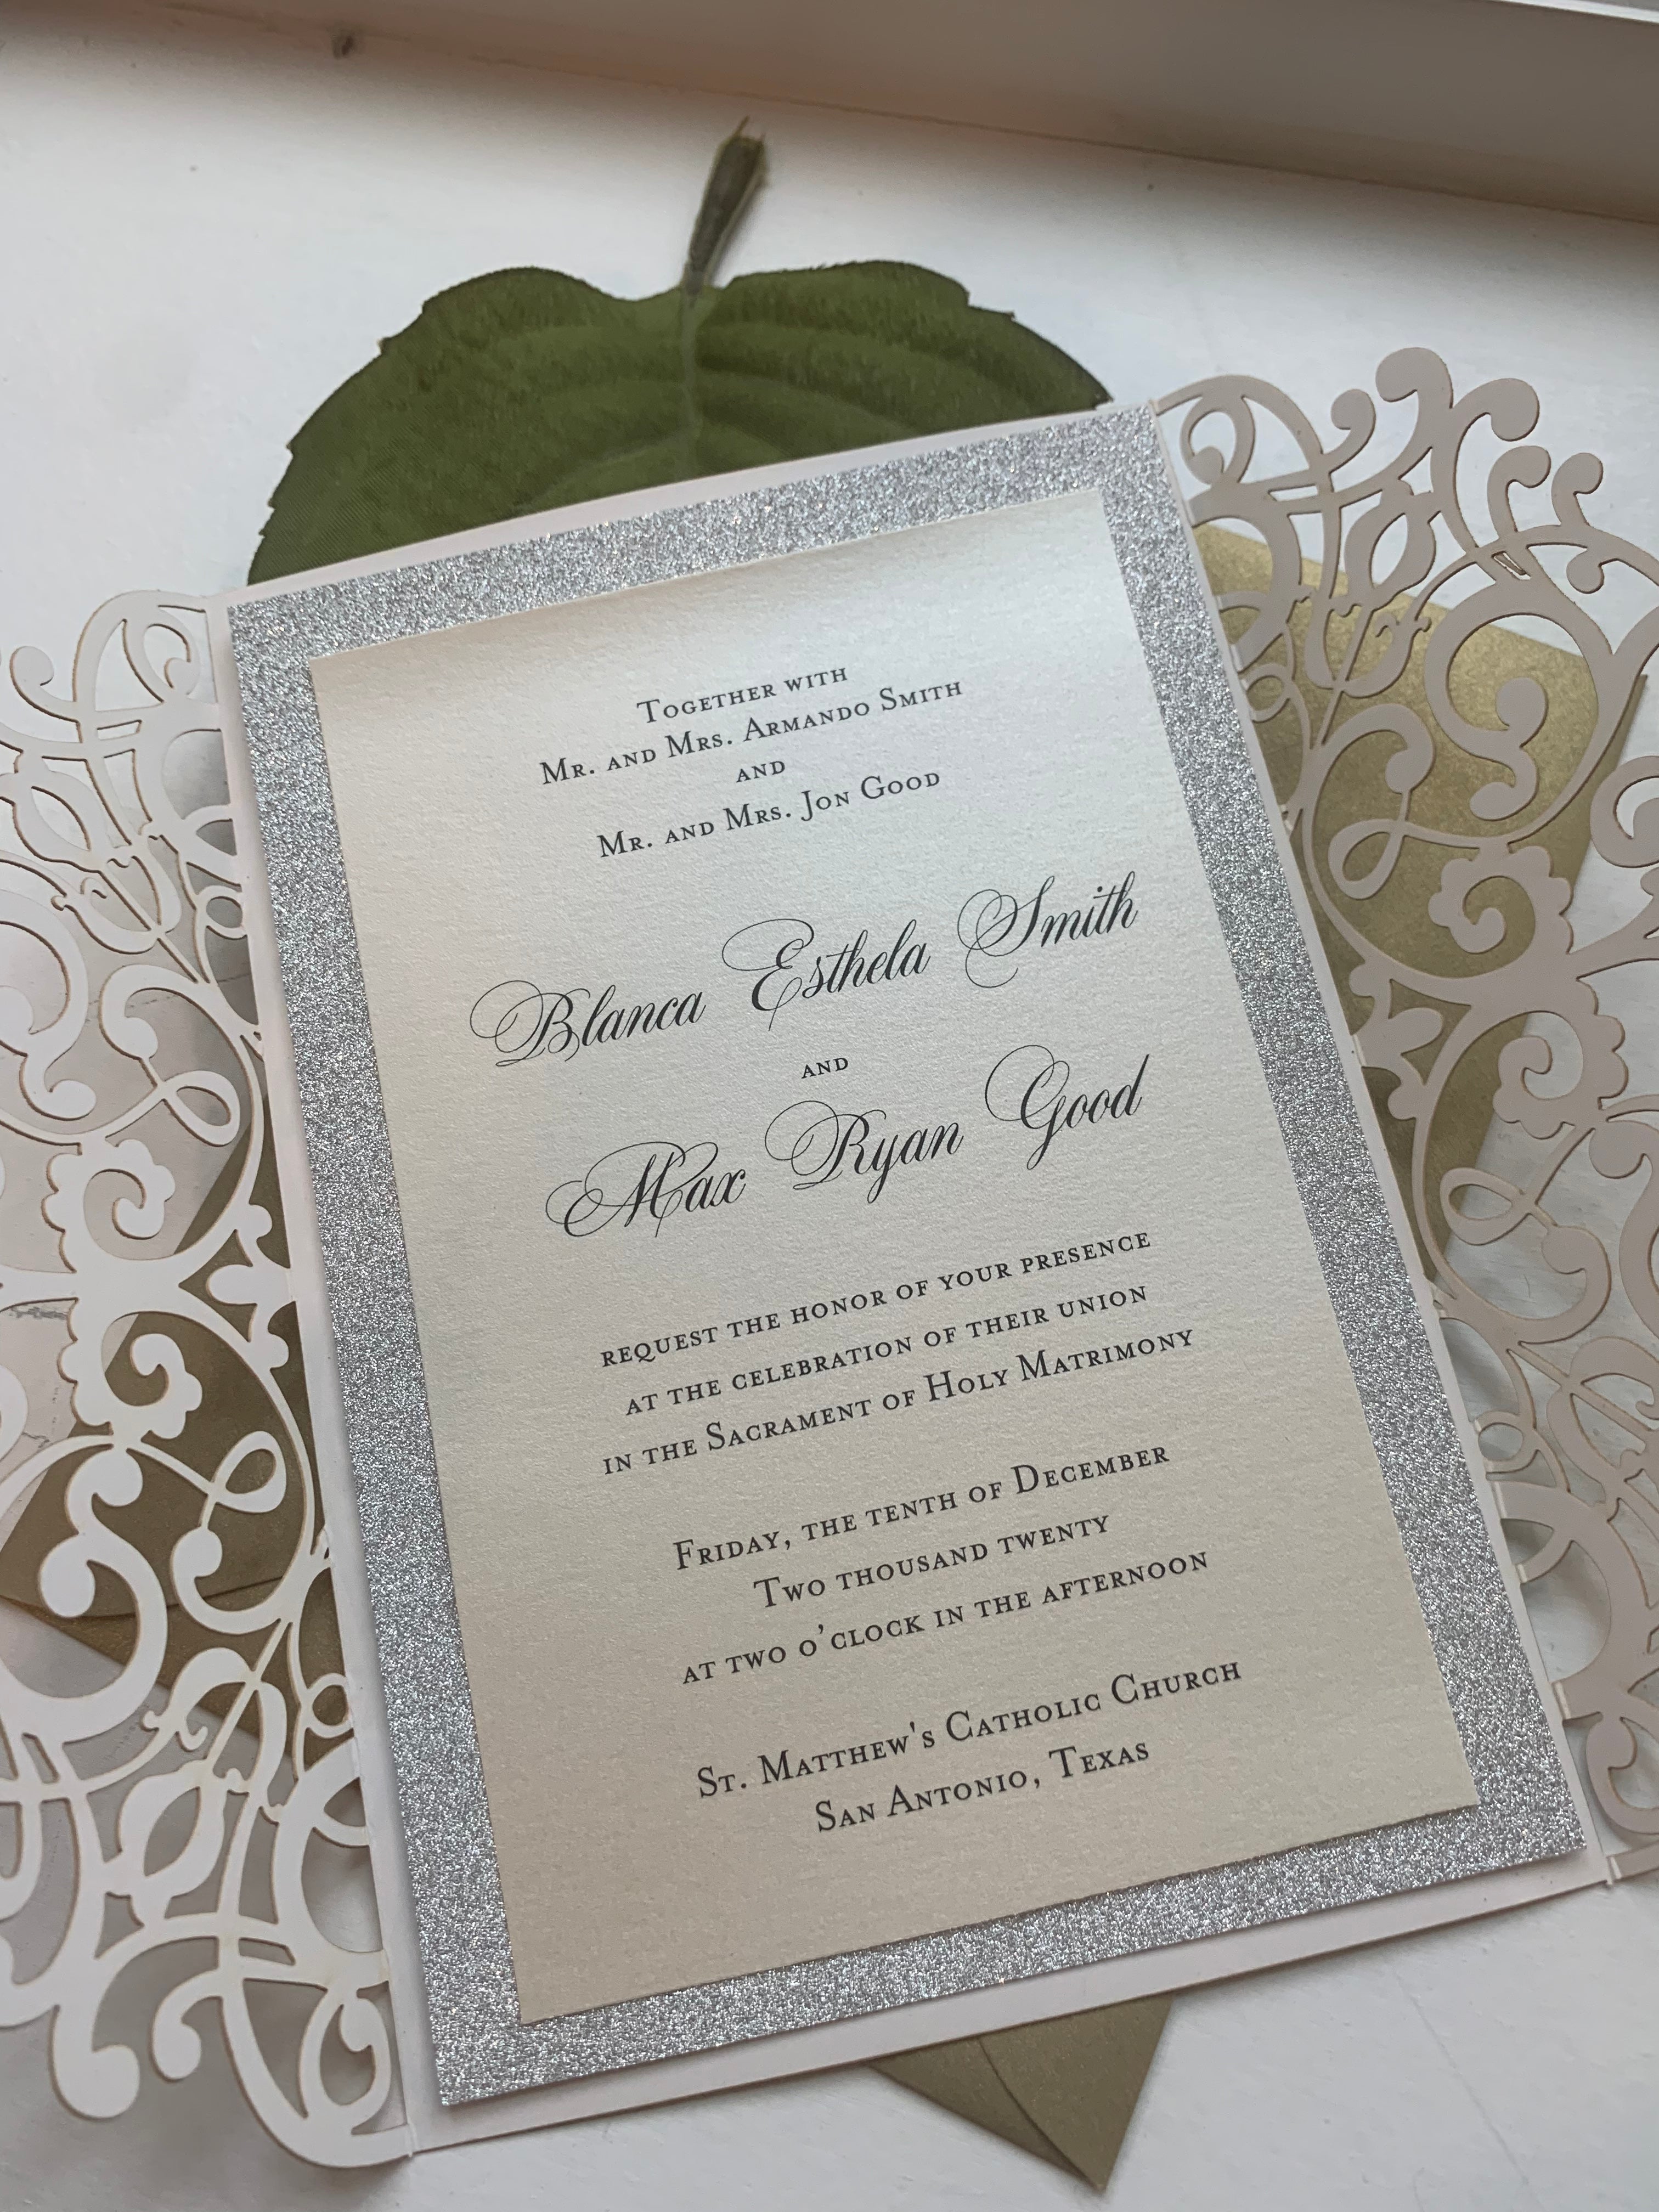 Together with
Mr. and Mrs. Armando Smith
and
Mr. and Mrs. Jon Good
Blanca Esthela Smith
and
Max Ryan Good
request the honor of your presence
at the celebration of their union
in the Sacrament of Holy Matrimony
Friday, the tenth of December
Two thousand twenty
at two o'clock in the afternoon
St. Matthew's Catholic Church
San Antonio, Texas